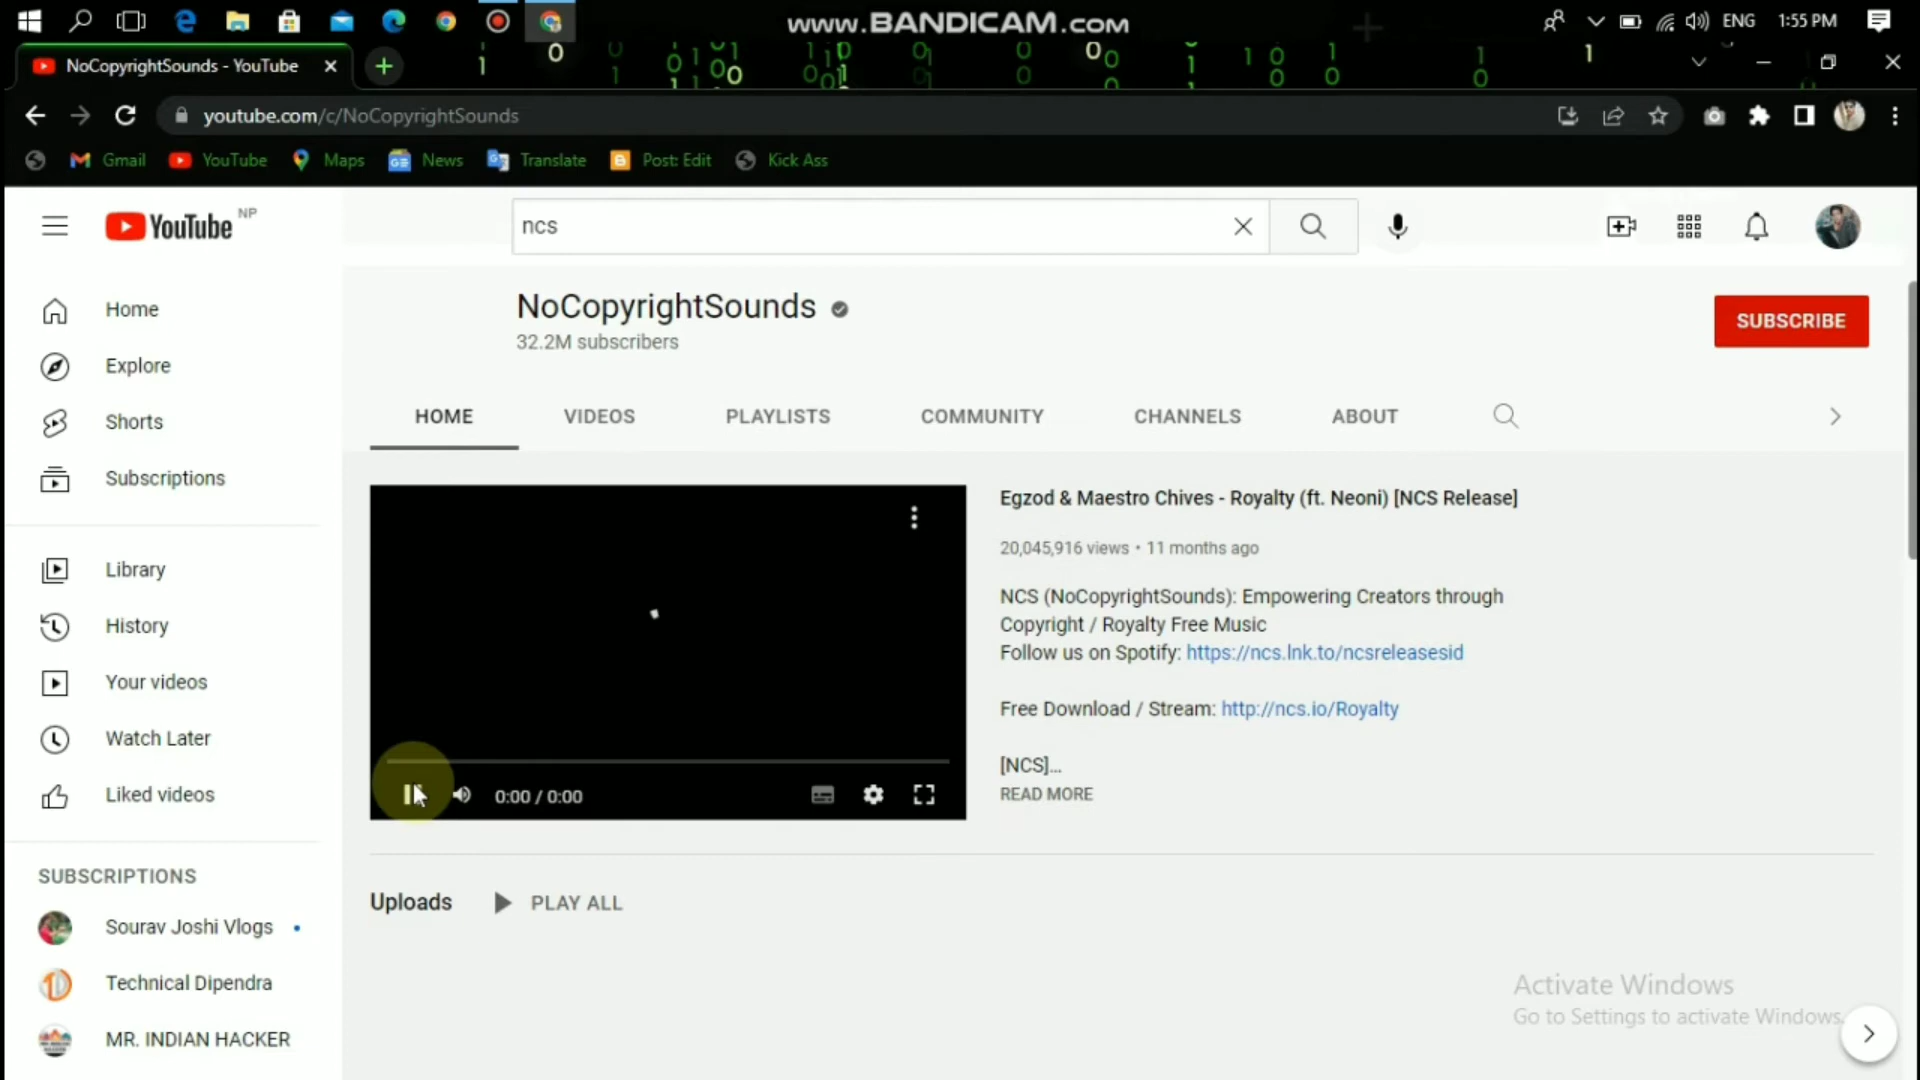 www.BANDICAM.com
ENG
1:55 PM
NoCopyrightSounds - YouTube
youtube.com/c/NoCopyrightSounds
Gmail
YouTube
Maps
News
Translate
Post: Edit
Kick Ass
YouTube NP
ncs
Home
Explore
Shorts
Subscriptions
Library
History
Your videos
Watch Later
Liked videos
SUBSCRIPTIONS
Sourav Joshi Vlogs
Technical Dipendra
MR. INDIAN HACKER
NoCopyrightSounds
32.2M subscribers
SUBSCRIBE
HOME
VIDEOS
PLAYLISTS
COMMUNITY
CHANNELS
ABOUT
0:00 / 0:00
Egzod & Maestro Chives - Royalty (ft. Neoni) [NCS Release]
20,045,916 views • 11 months ago
NCS (NoCopyrightSounds): Empowering Creators through
Copyright / Royalty Free Music
Follow us on Spotify: https://ncs.lnk.to/ncsreleasesid
Free Download / Stream: http://ncs.io/Royalty
[NCS]...
READ MORE
Uploads
PLAY ALL
Activate Windows
Go to Settings to activate Windows.